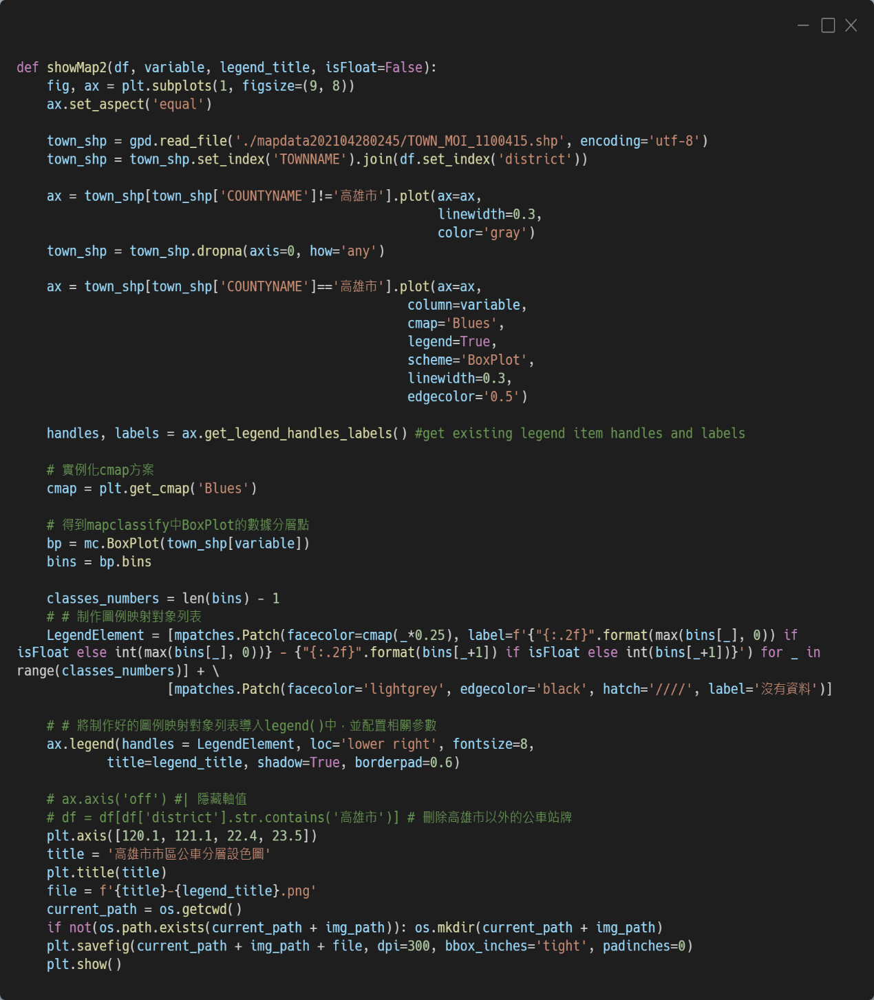 def showMap2(df, variable, legend_title, isFloat=False):
    fig, ax = plt.subplots(1, figsize=(9, 8))
    ax.set_aspect('equal')

    town_shp = gpd.read_file('./mapdata202104280245/TOWN_MOI_1100415.shp', encoding='utf-8')
    town_shp = town_shp.set_index('TOWNNAME').join(df.set_index('district'))

    ax = town_shp[town_shp['COUNTYNAME']!='高雄市'].plot(ax=ax,
                                                        linewidth=0.3,
                                                        color='gray')
    town_shp = town_shp.dropna(axis=0, how='any')

    ax = town_shp[town_shp['COUNTYNAME']=='高雄市'].plot(ax=ax,
                                                    column=variable,
                                                    cmap='Blues',
                                                    legend=True,
                                                    scheme='BoxPlot',
                                                    linewidth=0.3,
                                                    edgecolor='0.5')

    handles, labels = ax.get_legend_handles_labels() #get existing legend item handles and labels

    # 實例化cmap方案
    cmap = plt.get_cmap('Blues')

    # 得到mapclassify中BoxPlot的數據分層點
    bp = mc.BoxPlot(town_shp[variable])
    bins = bp.bins

    classes_numbers = len(bins) - 1
    # # 制作圖例映射對象列表
    LegendElement = [mpatches.Patch(facecolor=cmap(_*0.25), label=f'{"{:.2f}".format(max(bins[_], 0)) if
isFloat else int(max(bins[_], 0))} - {"{:.2f}".format(bins[_+1]) if isFloat else int(bins[_+1])}') for _ in
range(classes_numbers)] + \
                    [mpatches.Patch(facecolor='lightgrey', edgecolor='black', hatch='////', label='沒有資料')]

    # # 將制作好的圖例映射對象列表導入legend()中，並配置相關參數
    ax.legend(handles = LegendElement, loc='lower right', fontsize=8,
            title=legend_title, shadow=True, borderpad=0.6)

    # ax.axis('off') #| 隱藏軸值
    # df = df[df['district'].str.contains('高雄市')] # 刪除高雄市以外的公車站牌
    plt.axis([120.1, 121.1, 22.4, 23.5])
    title = '高雄市市區公車分層設色圖'
    plt.title(title)
    file = f'{title}-{legend_title}.png'
    current_path = os.getcwd()
    if not(os.path.exists(current_path + img_path)): os.mkdir(current_path + img_path)
    plt.savefig(current_path + img_path + file, dpi=300, bbox_inches='tight', padinches=0)
    plt.show()